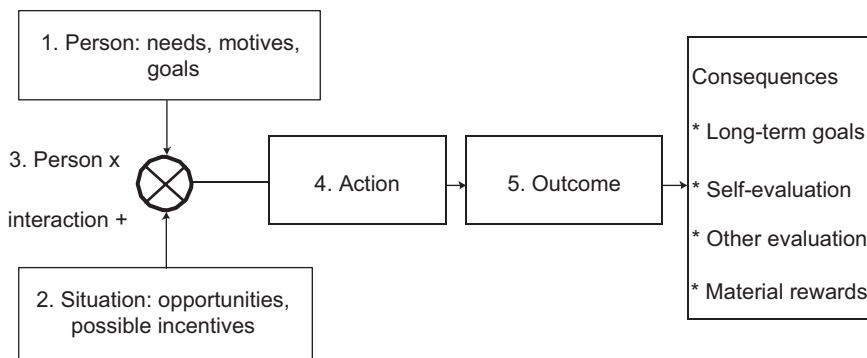 1. Person: needs, motives,
goals
3. Person x
interaction +
2. Situation: opportunities,
possible incentives
4. Action
5. Outcome
Consequences
* Long-term goals
* Self-evaluation
* Other evaluation
* Material rewards